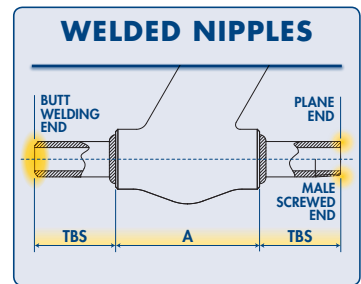 WELDED NIPPLES
BUTT
WELDING
END
PLANE
END
MALE
SCREWED
END
TBS
A
TBS